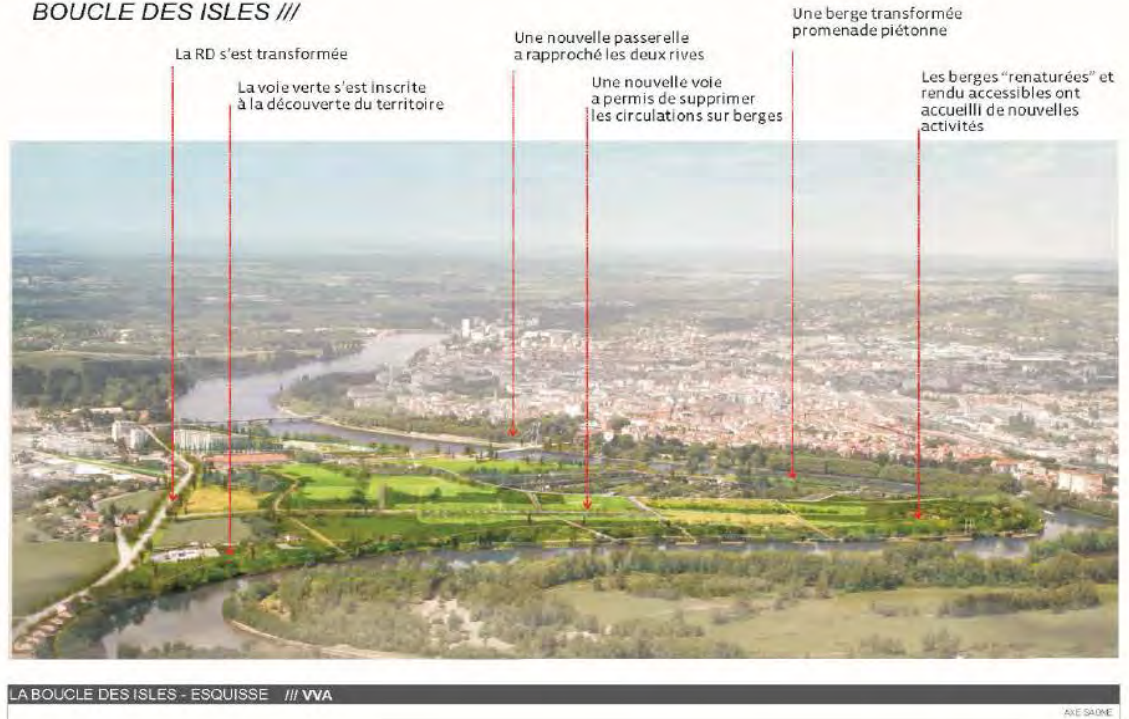 BOUCLE DES ISLES ///
La RD s'est transformée
La voie verte s'est inscrite
à la découverte du territoire
Une nouvelle passerelle
a rapproché les deux rives
Une nouvelle voie
a permis de supprimer
les circulations sur berges
Une berge transformée
promenade piétonne
Les berges "renaturées" et
rendu accessibles ont
accueilli de nouvelles
activités
LA BOUCLE DES ISLES - ESQUISSE /// VVA
AXE SAONE